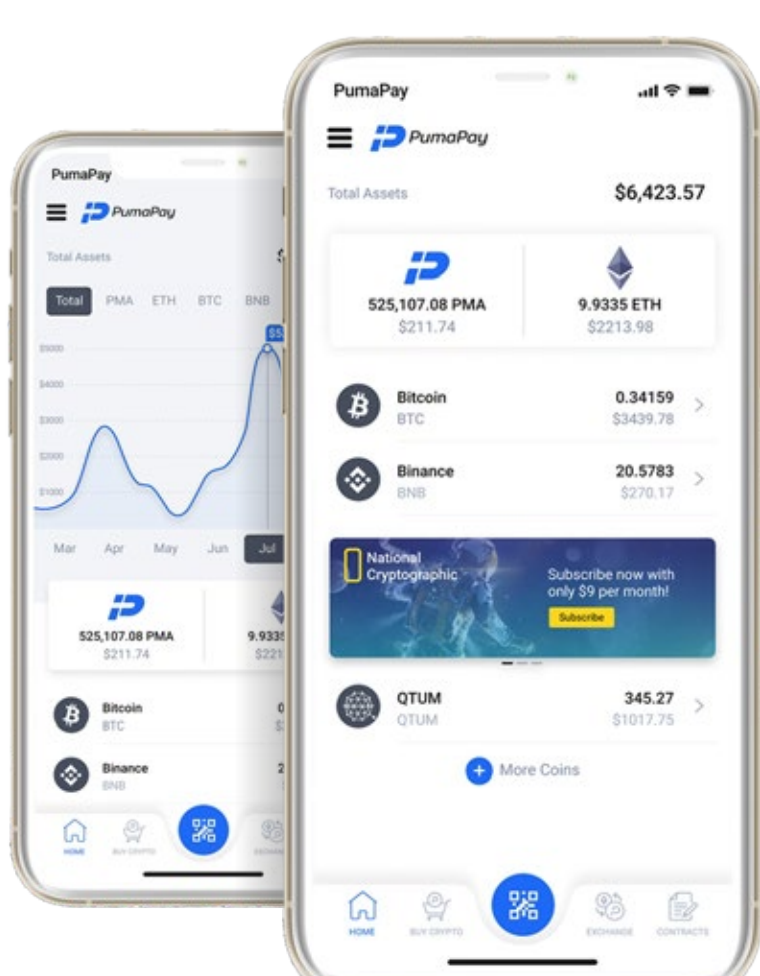 PumaPay
PumaPay
Total Assets
Total PMA ETH BTC BNB
$4000
$3000
$2000
$1000
Mar Apr May Jun Jul
525,107.08 PMA
$211.74
Bitcoin
BTC
Binance
BNB
HOME
BUY CRYPTO
PumaPay
PumaPay
Total Assets
$6,423.57
525,107.08 PMA
$211.74
9.9335 ETH
$2213.98
Bitcoin
BTC
0.34159
$3439.78
Binance
BNB
20.5783
$270.17
National
Cryptographic
Subscribe now with
only $9 per month!
Subscribe
QTUM
QTUM
345.27
$1017.75
More Coins
HOME
BUY CRYPTO
EXCHANGE
CONTRACTS